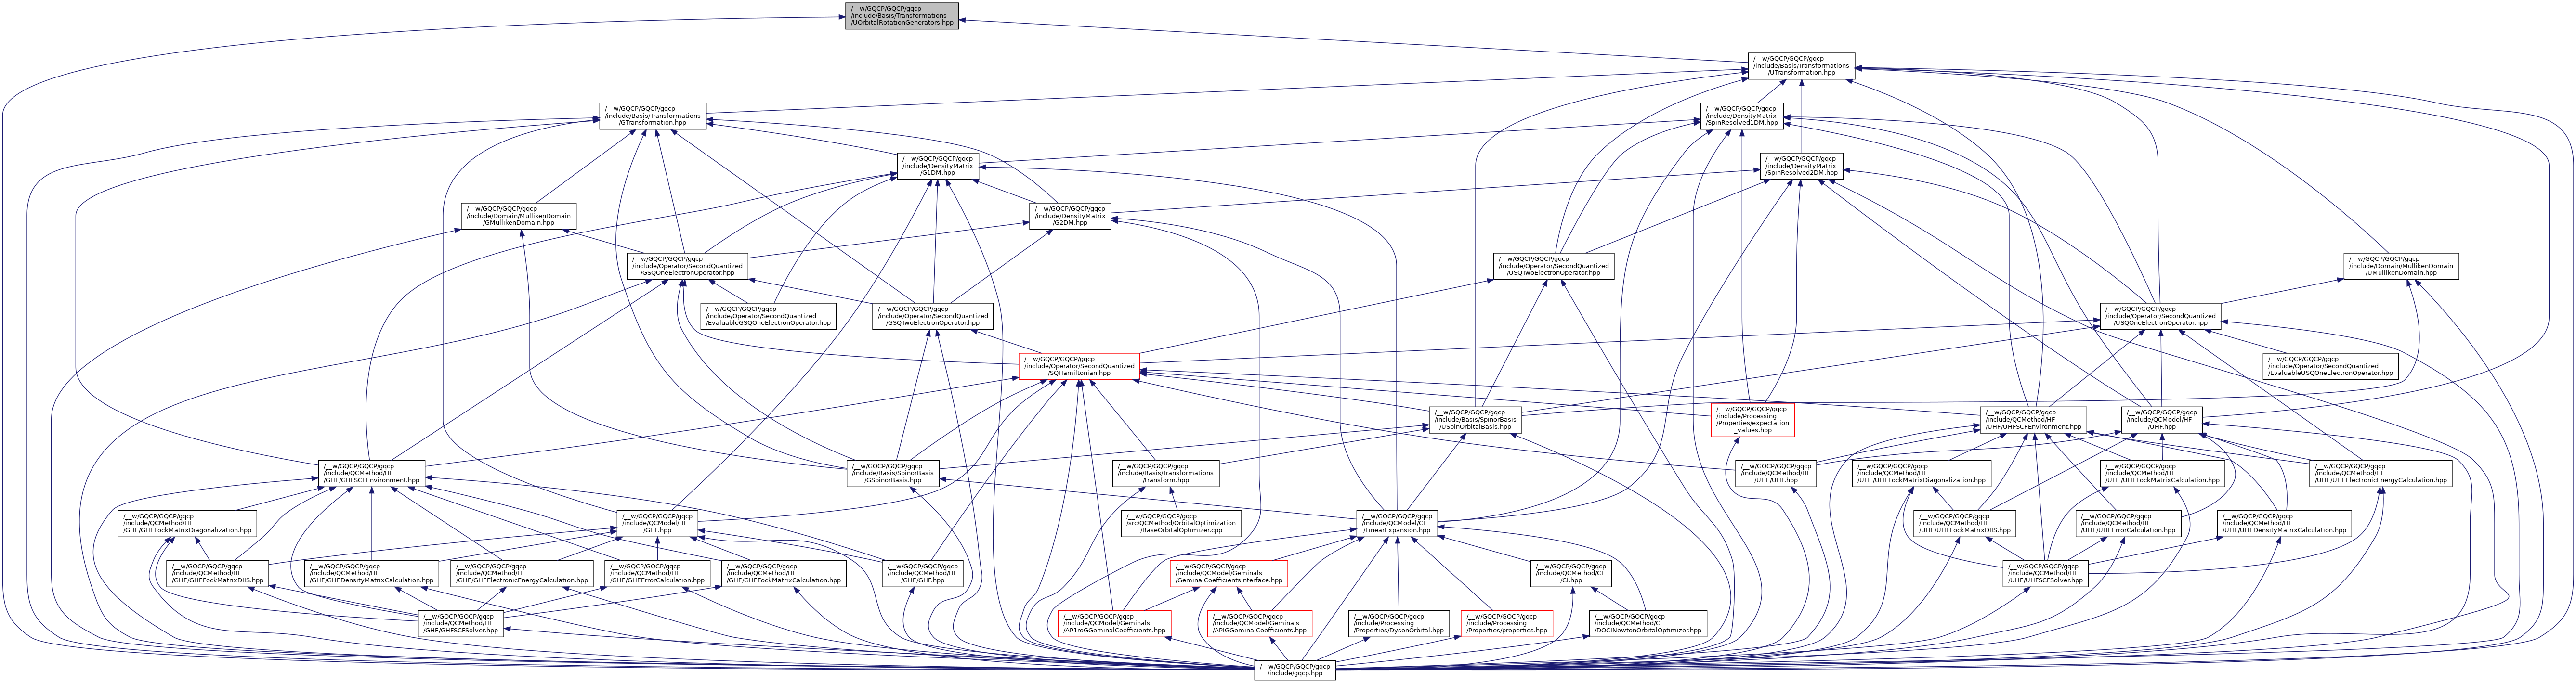 /__w/GQCP/GQCP/gqcp
/include/Basis/Transformations
/UOrbitalRotationGenerators.hpp
/__w/GQCP/GQCP/gqcp
/include/Basis/Transformations
/UTransformation.hpp
/__w/GQCP/GQCP/gqcp
/include/Basis/Transformations
/GTransformation.hpp
/__w/GQCP/GQCP/gqcp
/include/DensityMatrix
/SpinResolved1DM.hpp
/__w/GQCP/GQCP/gqcp
/include/DensityMatrix
/G1DM.hpp
/__w/GQCP/GQCP/gqcp
/include/DensityMatrix
/SpinResolved2DM.hpp
/__w/GQCP/GQCP/gqcp
/include/Domain/MullikenDomain
/GMullikenDomain.hpp
/__w/GQCP/GQCP/gqcp
/include/DensityMatrix
/G2DM.hpp
/__w/GQCP/GQCP/gqcp
/include/Operator/SecondQuantized
/GSQOneElectronOperator.hpp
/__w/GQCP/GQCP/gqcp
/include/Operator/SecondQuantized
/USQTwoElectronOperator.hpp
/__w/GQCP/GQCP/gqcp
/include/Domain/MullikenDomain
/UMullikenDomain.hpp
/__w/GQCP/GQCP/gqcp
/include/Operator/SecondQuantized
/EvaluableGSQOneElectronOperator.hpp
/__w/GQCP/GQCP/gqcp
/include/Operator/SecondQuantized
/GSQTwoElectronOperator.hpp
/__w/GQCP/GQCP/gqcp
/include/Operator/SecondQuantized
/USQOneElectronOperator.hpp
/__w/GQCP/GQCP/gqcp
/include/Operator/SecondQuantized
/SQHamiltonian.hpp
/__w/GQCP/GQCP/gqcp
/include/Operator/SecondQuantized
/EvaluableUSQOneElectronOperator.hpp
/__w/GQCP/GQCP/gqcp
/include/Basis/SpinorBasis
/USpinOrbitalBasis.hpp
/__w/GQCP/GQCP/gqcp
/include/Processing
/Properties/expectation
_values.hpp
/__w/GQCP/GQCP/gqcp
/include/QCMethod/HF
/UHF/UHFSCFEnvironment.hpp
/__w/GQCP/GQCP/gqcp
/include/QCModel/HF
/UHF.hpp
/__w/GQCP/GQCP/gqcp
/include/QCMethod/HF
/GHF/GHFSCFEnvironment.hpp
/__w/GQCP/GQCP/gqcp
/include/Basis/SpinorBasis
/GSpinorBasis.hpp
/__w/GQCP/GQCP/gqcp
/include/Basis/Transformations
/transform.hpp
/__w/GQCP/GQCP/gqcp
/include/QCMethod/HF
/UHF/UHF.hpp
/__w/GQCP/GQCP/gqcp
/include/QCMethod/HF
/UHF/UHFFockMatrixDiagonalization.hpp
/__w/GQCP/GQCP/gqcp
/include/QCMethod/HF
/UHF/UHFFockMatrixCalculation.hpp
/__w/GQCP/GQCP/gqcp
/include/QCMethod/HF
/UHF/UHFElectronicEnergyCalculation.hpp
/__w/GQCP/GQCP/gqcp
/include/QCMethod/HF
/GHF/GHFFockMatrixDiagonalization.hpp
/__w/GQCP/GQCP/gqcp
/include/QCModel/HF
/GHF.hpp
/__w/GQCP/GQCP/gqcp
/src/QCMethod/OrbitalOptimization
/BaseOrbitalOptimizer.cpp
/__w/GQCP/GQCP/gqcp
/include/QCModel/CI
/LinearExpansion.hpp
/__w/GQCP/GQCP/gqcp
/include/QCMethod/HF
/UHF/UHFFockMatrixDIIS.hpp
/__w/GQCP/GQCP/gqcp
/include/QCMethod/HF
/UHF/UHFErrorCalculation.hpp
/__w/GQCP/GQCP/gqcp
/include/QCMethod/HF
/UHF/UHFDensityMatrixCalculation.hpp
/__w/GQCP/GQCP/gqcp
/include/QCMethod/HF
/GHF/GHFFockMatrixDIIS.hpp
/__w/GQCP/GQCP/gqcp
/include/QCMethod/HF
/GHF/GHFDensityMatrixCalculation.hpp
/__w/GQCP/GQCP/gqcp
/include/QCMethod/HF
/GHF/GHFElectronicEnergyCalculation.hpp
/__w/GQCP/GQCP/gqcp
/include/QCMethod/HF
/GHF/GHFErrorCalculation.hpp
/__w/GQCP/GQCP/gqcp
/include/QCMethod/HF
/GHF/GHFFockMatrixCalculation.hpp
/__w/GQCP/GQCP/gqcp
/include/QCMethod/HF
/GHF/GHF.hpp
/__w/GQCP/GQCP/gqcp
/include/QCModel/Geminals
/GeminalCoefficientsInterface.hpp
/__w/GQCP/GQCP/gqcp
/include/QCMethod/CI
/CI.hpp
/__w/GQCP/GQCP/gqcp
/include/QCMethod/HF
/UHF/UHFSCFSolver.hpp
/__w/GQCP/GQCP/gqcp
/include/QCMethod/HF
/GHF/GHFSCFSolver.hpp
/__w/GQCP/GQCP/gqcp
/include/QCModel/Geminals
/AP1roGGeminalCoefficients.hpp
/__w/GQCP/GQCP/gqcp
/include/QCModel/Geminals
/APIGGeminalCoefficients.hpp
/__w/GQCP/GQCP/gqcp
/include/Processing
/Properties/DysonOrbital.hpp
/__w/GQCP/GQCP/gqcp
/include/Processing
/Properties/properties.hpp
/__w/GQCP/GQCP/gqcp
/include/QCMethod/CI
/DOCINewtonOrbitalOptimizer.hpp
/__w/GQCP/GQCP/gqcp
/include/gqcp.hpp